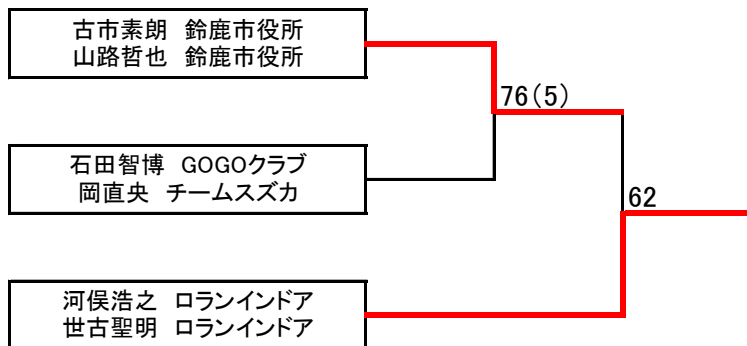 古市素朗　鈴鹿市役所
山路哲也　鈴鹿市役所
76(5)
石田智博　GOGOクラブ
岡直央　チームスズカ
62
河俣浩之　ロランインドア
世古聖明　ロランインドア